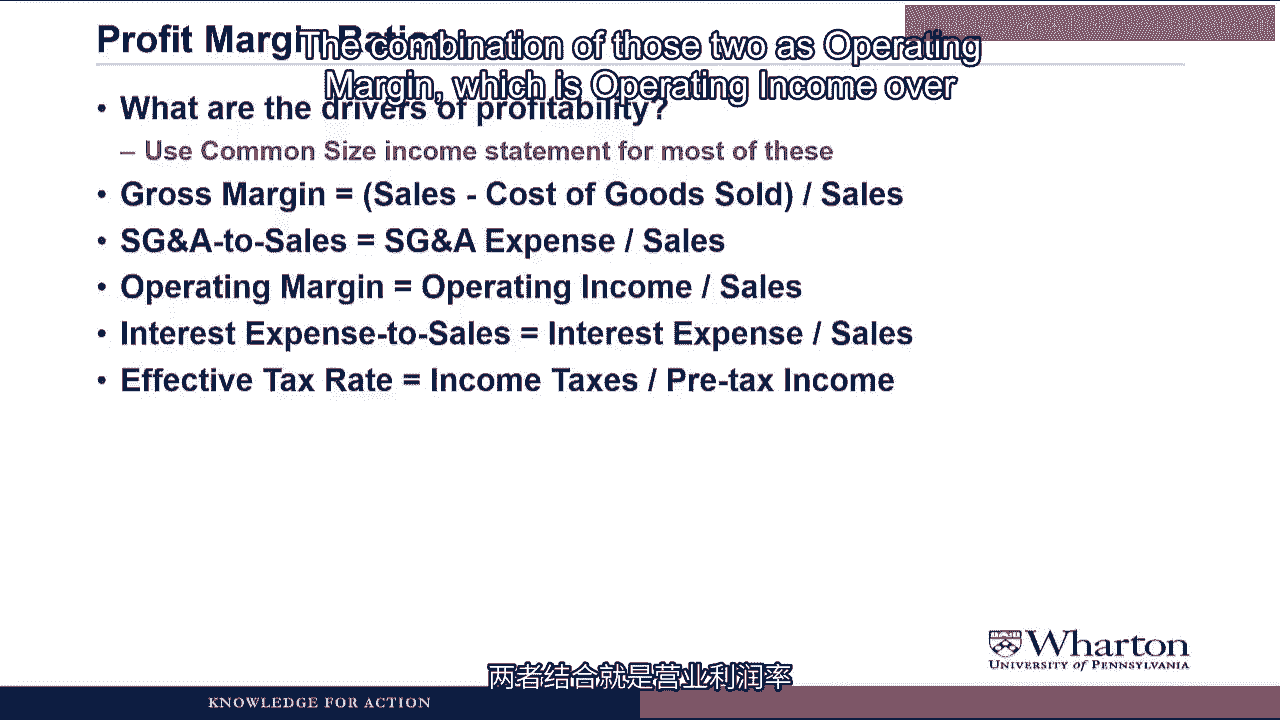 Profit Margin Ratios
The combination of those two as Operating
Margin, which is Operating Income over
• What are the drivers of profitability?
– Use Common Size income statement for most of these
• Gross Margin = (Sales - Cost of Goods Sold) / Sales
• SG&A-to-Sales = SG&A Expense / Sales
• Operating Margin = Operating Income / Sales
• Interest Expense-to-Sales = Interest Expense / Sales
• Effective Tax Rate = Income Taxes / Pre-tax Income
Wharton
UNIVERSITY of PENNSYLVANIA
两者结合就是营业利润率
KNOWLEDGE FOR ACTION